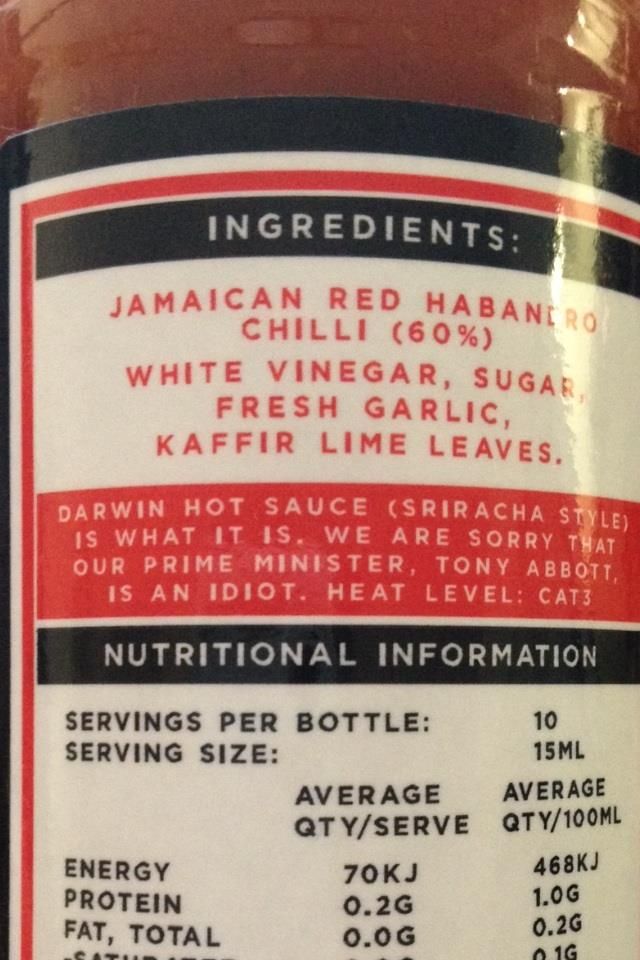 INGREDIENTS:
JAMAICAN RED HABANERO
CHILLI (60%)
WHITE VINEGAR, SUGAR,
FRESH GARLIC,
KAFFIR LIME LEAVES.
DARWIN HOT SAUCE (SRIRACHA STYLE)
IS WHAT IT IS. WE ARE SORRY THAT
OUR PRIME MINISTER, TONY ABBOTT,
IS AN IDIOT. HEAT LEVEL: CAT3
NUTRITIONAL INFORMATION
SERVINGS PER BOTTLE: 10
SERVING SIZE: 15ML
AVERAGE AVERAGE
QTY/SERVE QTY/100ML
ENERGY 70KJ 468KJ
PROTEIN 0.2G 1.0G
FAT, TOTAL 0.0G 0.2G
0.1G